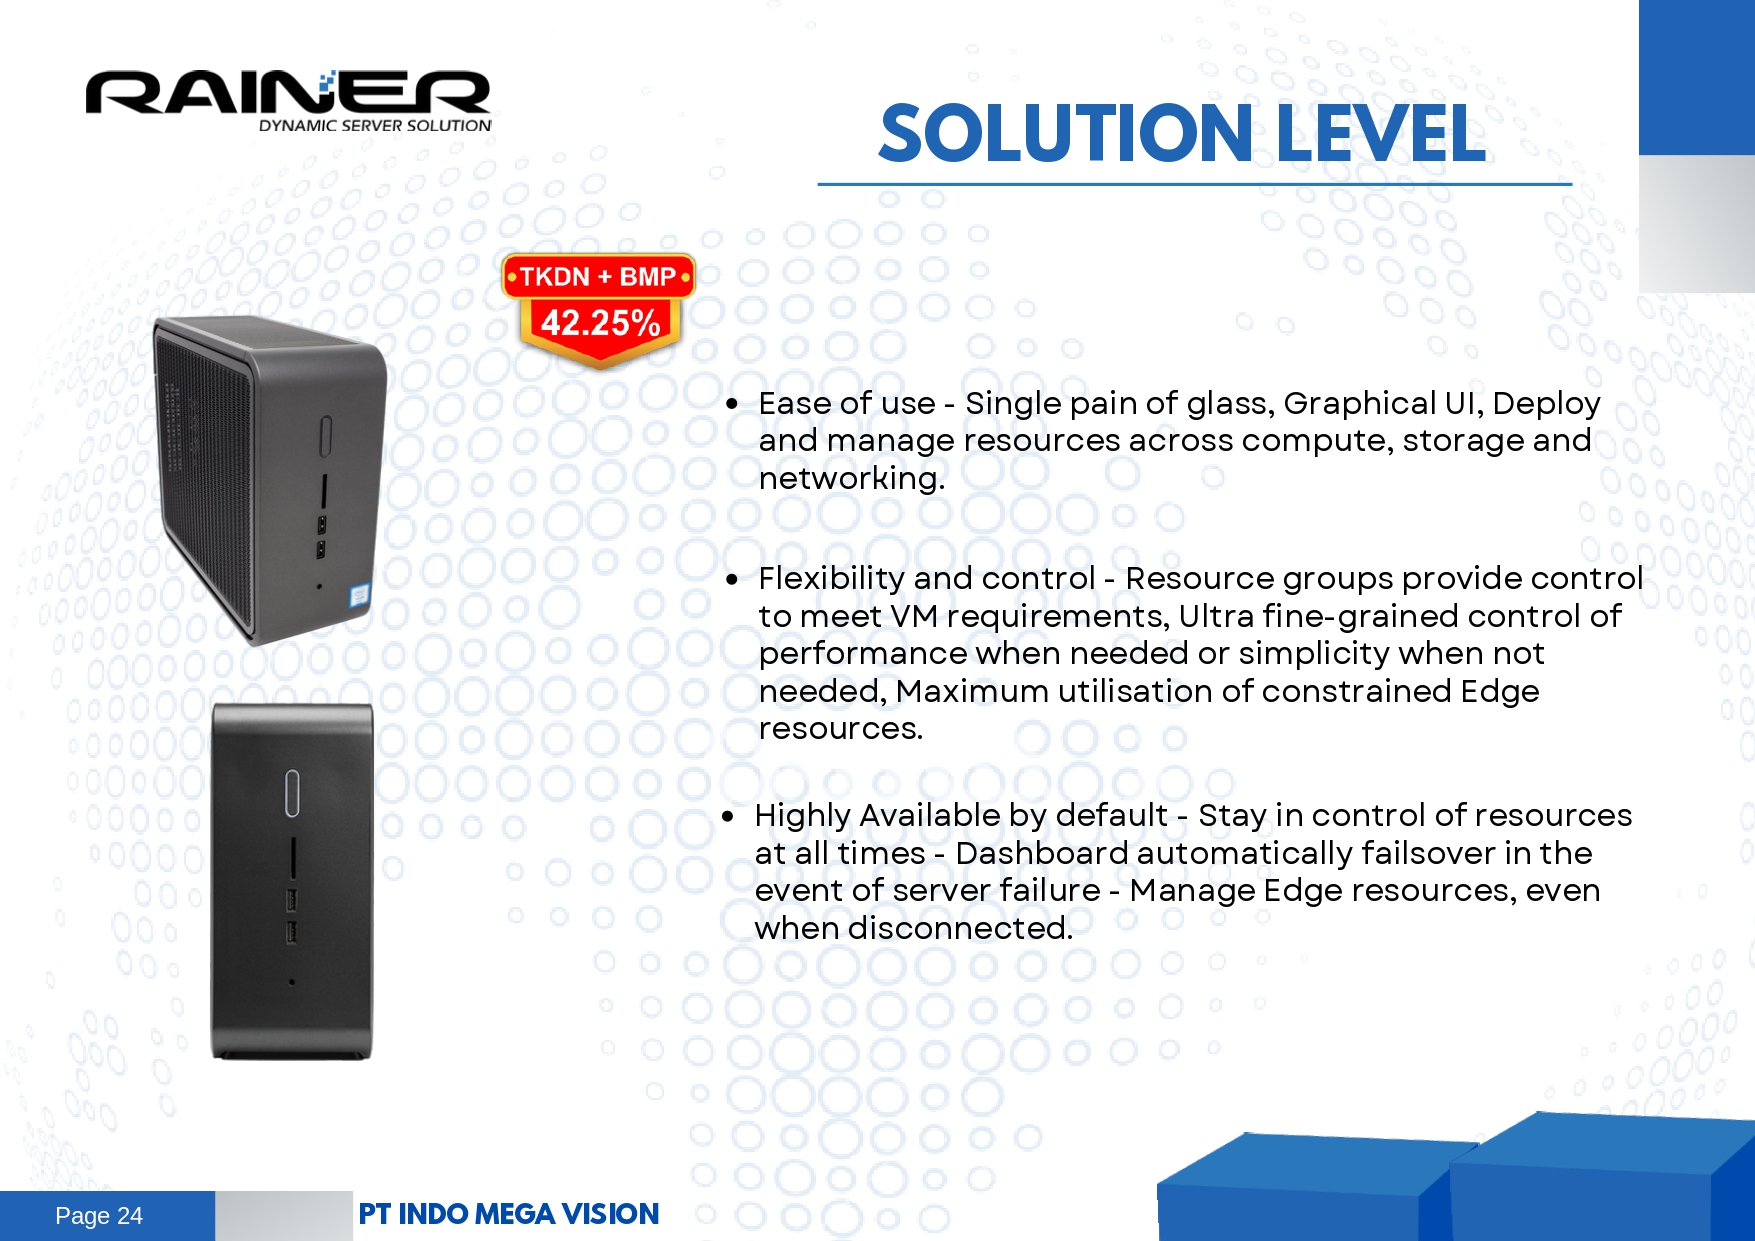 RAINER
DYNAMIC SERVER SOLUTION
SOLUTION LEVEL
TKDN + BMP
42.25%
• Ease of use - Single pain of glass, Graphical UI, Deploy
and manage resources across compute, storage and
networking.
• Flexibility and control - Resource groups provide control
to meet VM requirements, Ultra fine-grained control of
performance when needed or simplicity when not
needed, Maximum utilisation of constrained Edge
resources.
• Highly Available by default - Stay in control of resources
at all times - Dashboard automatically failsover in the
event of server failure - Manage Edge resources, even
when disconnected.
Page 24
PT INDO MEGA VISION